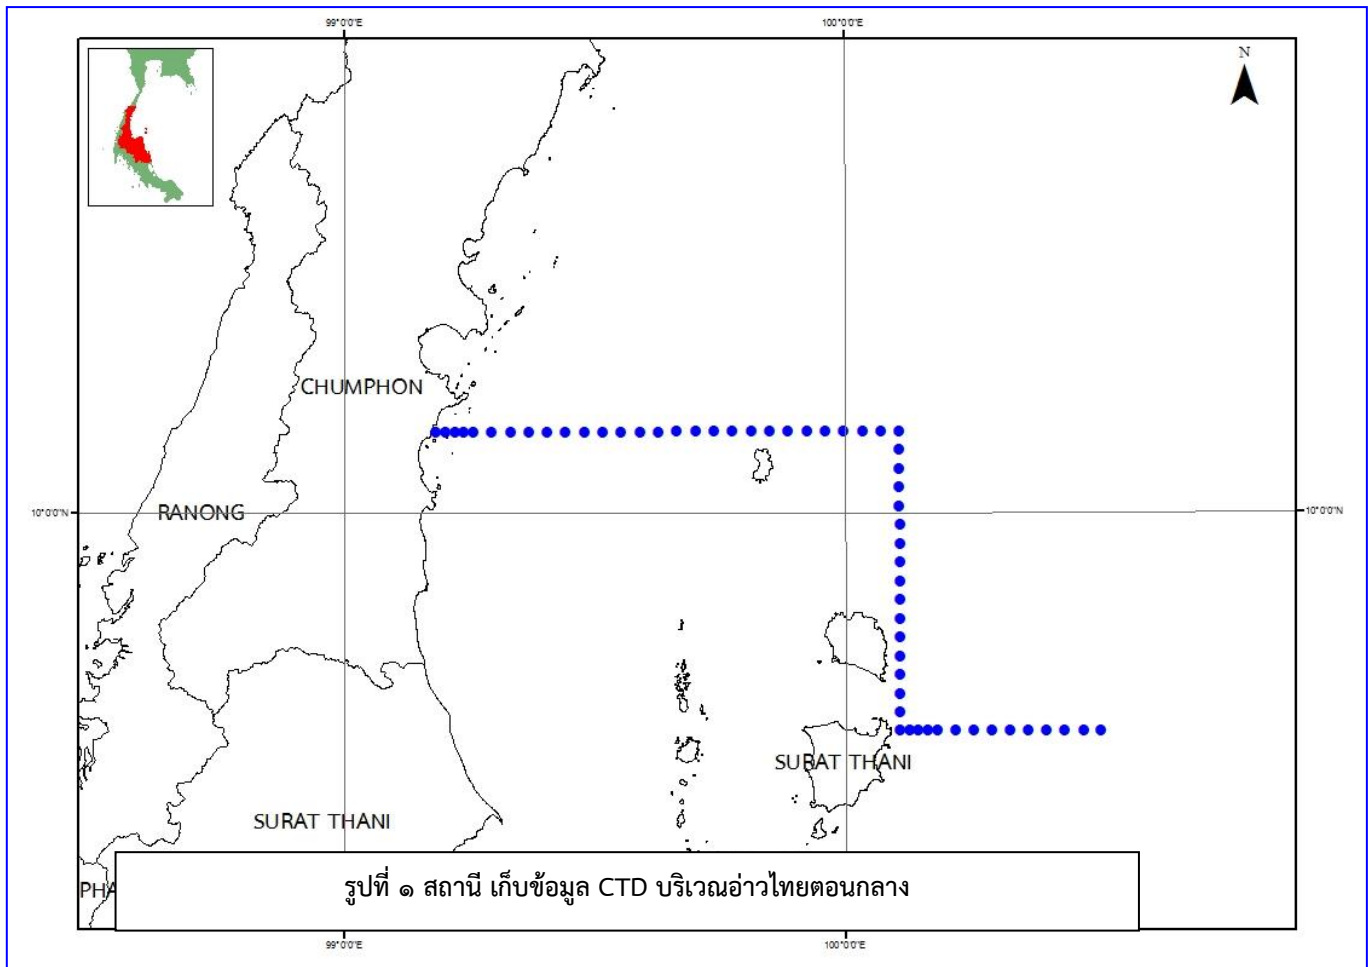 99°0'0"E
100°0'0"E
N
CHUMPHON
10°0'0"N
RANONG
10°0'0"N
SURAT THANI
SURAT THANI
PHA
รูปที่ ๑ สถานี เก็บข้อมูล CTD บริเวณอ่าวไทยตอนกลาง
99°0'0"E
100°0'0"E